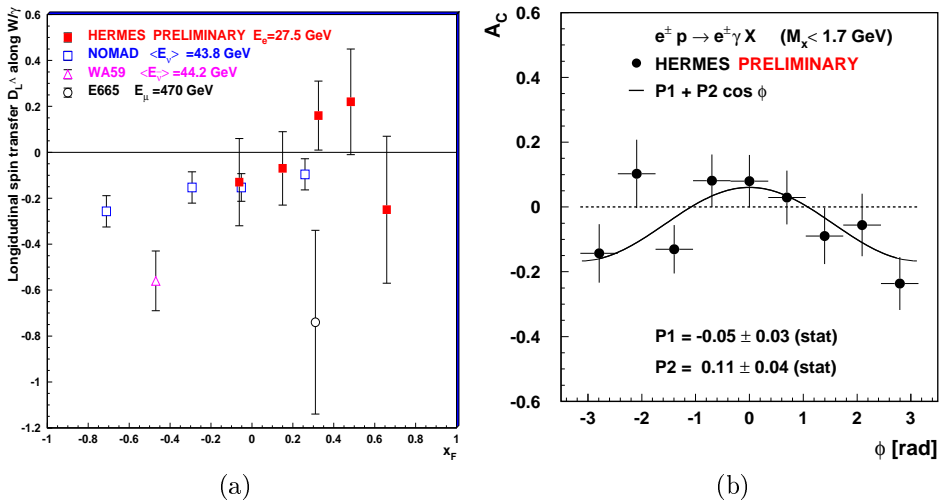 Longidudinal spin transfer D_L^Λ along W/γ
HERMES PRELIMINARY E_e=27.5 GeV
NOMAD <E_ν> =43.8 GeV
WA59 <E_ν> =44.2 GeV
E665 E_μ =470 GeV
0.6
0.4
0.2
0
-0.2
-0.4
-0.6
-0.8
-1
-1.2
-1 -0.8 -0.6 -0.4 -0.2 0 0.2 0.4 0.6 0.8 1
x_F
(a)
A_C
e^± p → e^± γ X (M_x< 1.7 GeV)
HERMES PRELIMINARY
P1 + P2 cos ϕ
0.6
0.4
0.2
0
-0.2
-0.4
-0.6
P1 = -0.05 ± 0.03 (stat)
P2 = 0.11 ± 0.04 (stat)
-3 -2 -1 0 1 2 3
ϕ [rad]
(b)